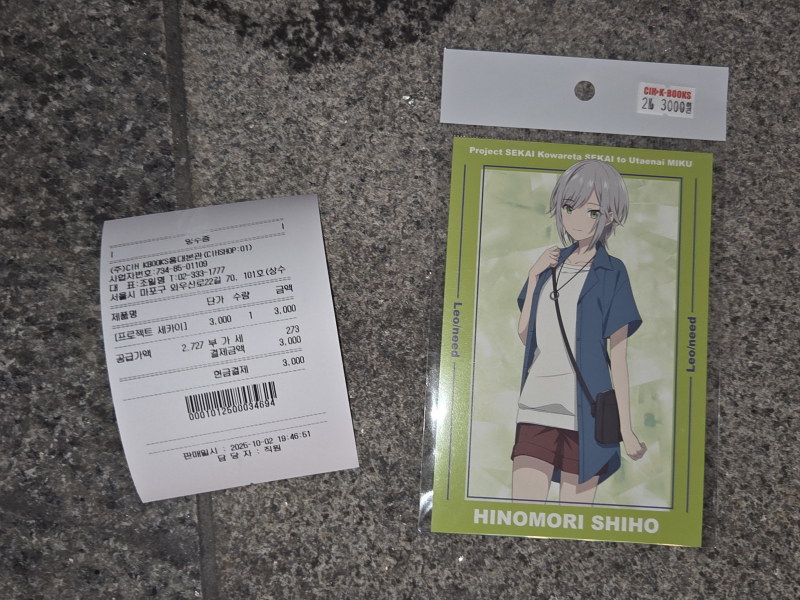 영수증
(주)CIH KBOOKS홍대본관(CIHSHOP:01)
사업자번호:734-85-01109
대 표:조일명 T:02-333-1777
서울시 마포구 와우산로22길 70, 101호(상수
제품명 단가 수량 금액
[프로젝트 세카이] 3,000 1 3,000
공급가액 2,727 부 가 세 273
결제금액 3,000
현금결제 3,000
0001012500034694
판매일시 : 2025-10-02 19:46:51
담 당 자 : 직원
CIH K-BOOKS
3000
Project SEKAI Kowareta SEKAI to Utaenai MIKU
Leo/need
Leo/need
HINOMORI SHIHO